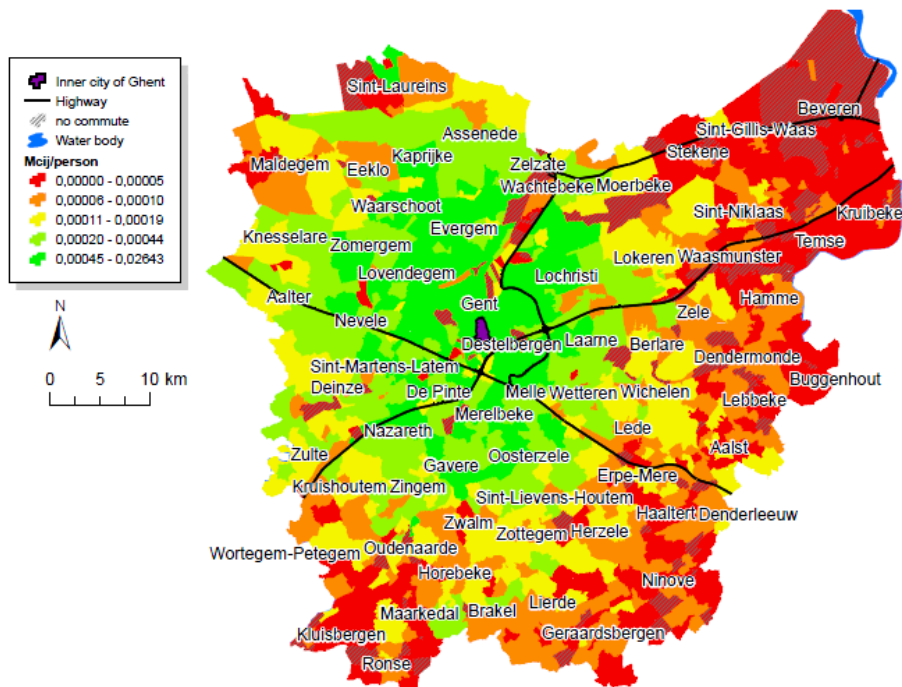 Inner city of Ghent
Highway
no commute
Water body
Mcij/person
0,00000 - 0,00005
0,00006 - 0,00010
0,00011 - 0,00019
0,00020 - 0,00044
0,00045 - 0,02643
N
0 5 10 km
Sint-Laureins
Beveren
Assenede
Sint-Gillis-Waas
Kaprijke
Zelzate
Stekene
Maldegem
Eeklo
Wachtebeke
Moerbeke
Waarschoot
Sint-Niklaas
Kruibeke
Evergem
Knesselare
Zomergem
Temse
Lovendegem
Lochristi
Lokeren
Waasmunster
Aalter
Gent
Hamme
Nevele
Zele
Destelbergen
Laarne
Berlare
Dendermonde
Sint-Martens-Latem
Buggenhout
Deinze
De Pinte
Melle
Wetteren
Wichelen
Lebbeke
Merelbeke
Nazareth
Lede
Aalst
Zulte
Gavere
Oosterzele
Erpe-Mere
Kruishoutem
Zingem
Sint-Lievens-Houtem
Haaltert
Denderleeuw
Zwalm
Zottegem
Herzele
Wortegem-Petegem
Oudenaarde
Horebeke
Ninove
Maarkedal
Brakel
Lierde
Kluisbergen
Geraardsbergen
Ronse